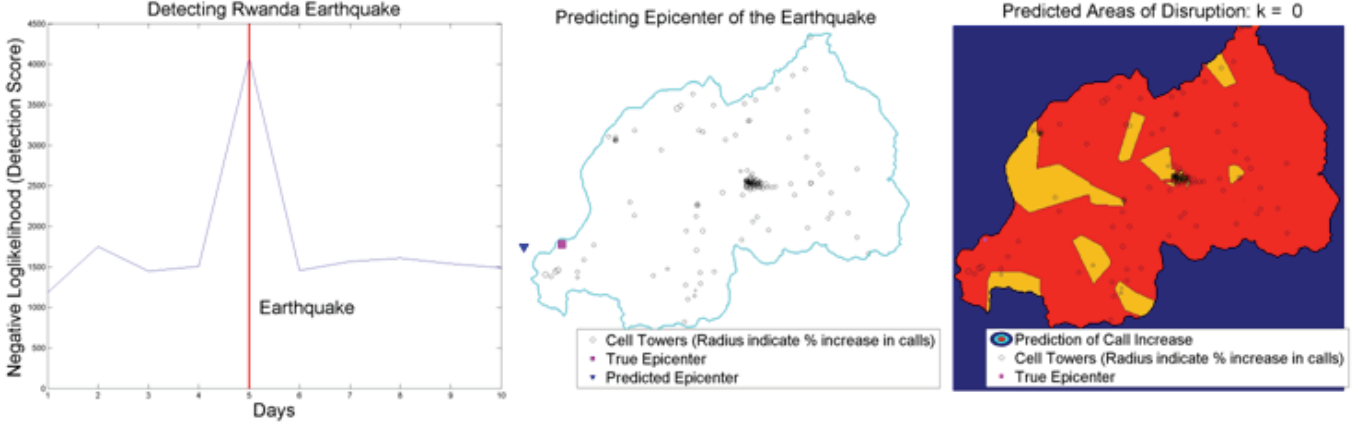 Detecting Rwanda Earthquake
Negative Loglikelihood (Detection Score)
4500
4000
3500
3000
2500
2000
1500
1000
500
0
Earthquake
1 2 3 4 5 6 7 8 9 10
Days
Predicting Epicenter of the Earthquake
Cell Towers (Radius indicate % increase in calls)
True Epicenter
Predicted Epicenter
Predicted Areas of Disruption: k = 0
Prediction of Call Increase
Cell Towers (Radius indicate % increase in calls)
True Epicenter